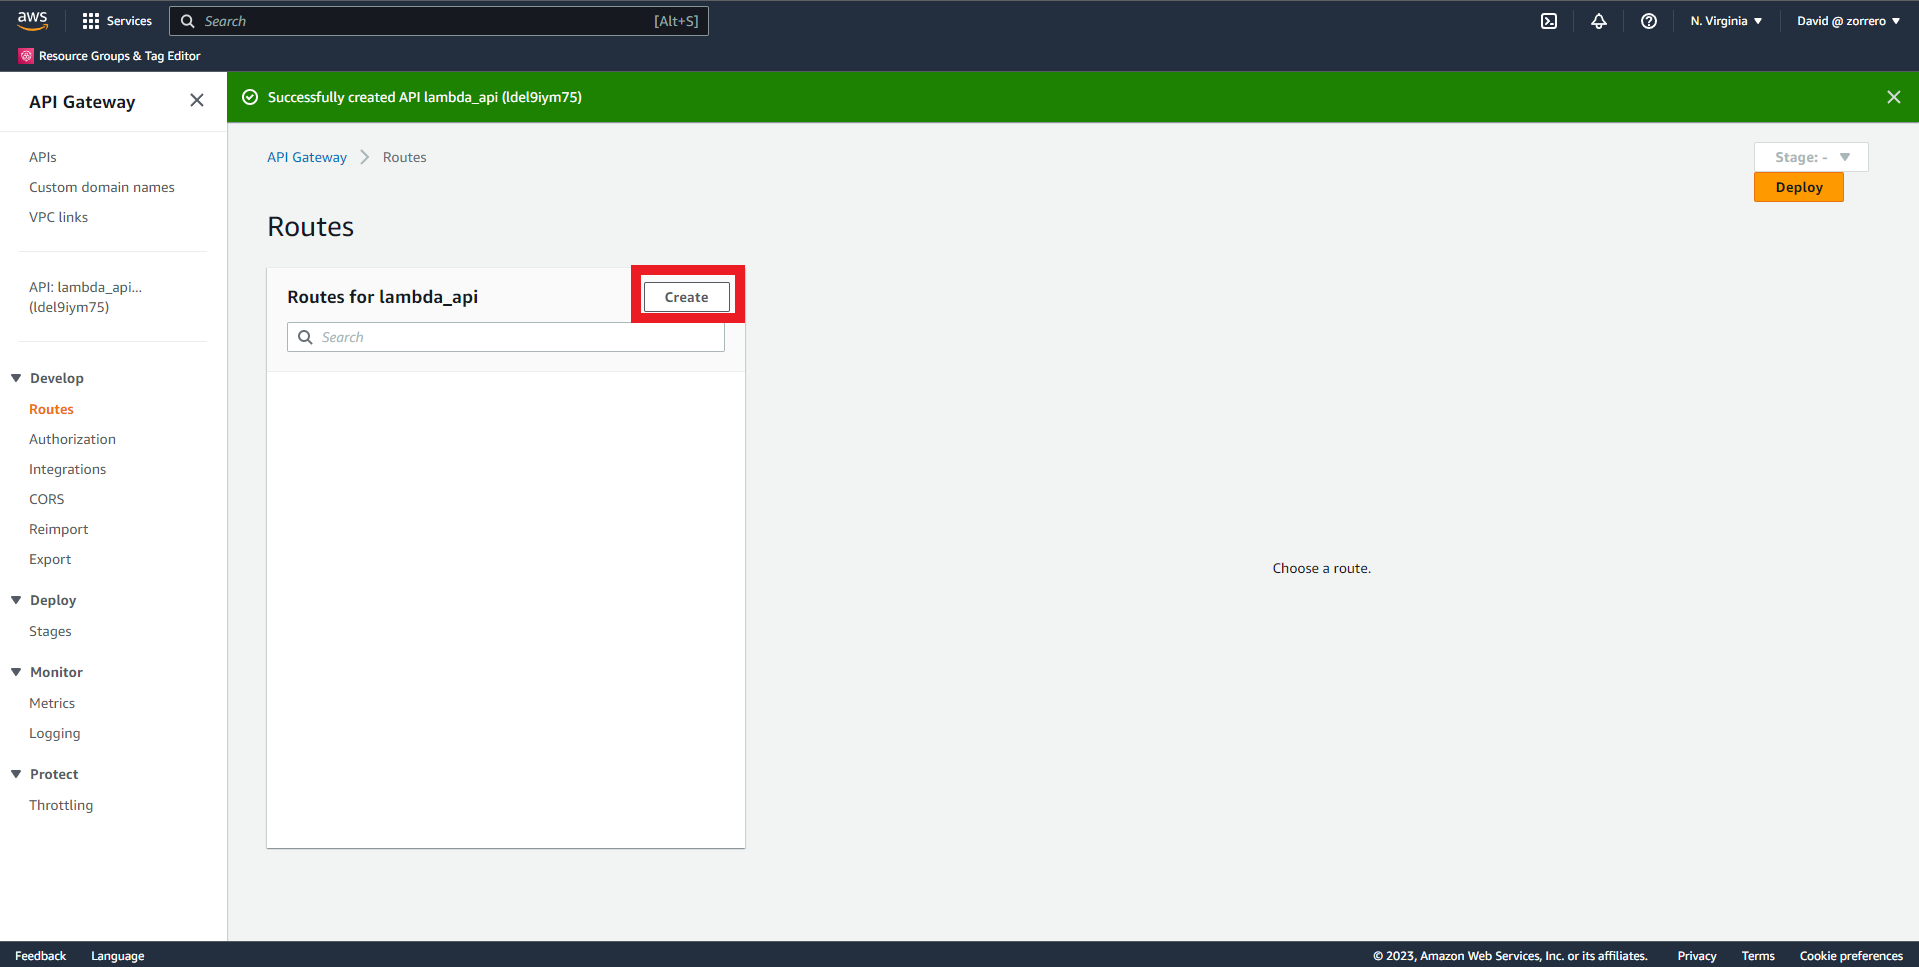 aws
Services
Search
[Alt+S]
N. Virginia
David @ zorrero
Resource Groups & Tag Editor
API Gateway
Successfully created API lambda_api (ldel9iym75)
APIs
Custom domain names
VPC links
API: lambda_api...
(ldel9iym75)
Develop
Routes
Authorization
Integrations
CORS
Reimport
Export
Deploy
Stages
Monitor
Metrics
Logging
Protect
Throttling
API Gateway
Routes
Stage: -
Deploy
Routes
Routes for lambda_api
Create
Search
Choose a route.
Feedback
Language
© 2023, Amazon Web Services, Inc. or its affiliates.
Privacy
Terms
Cookie preferences